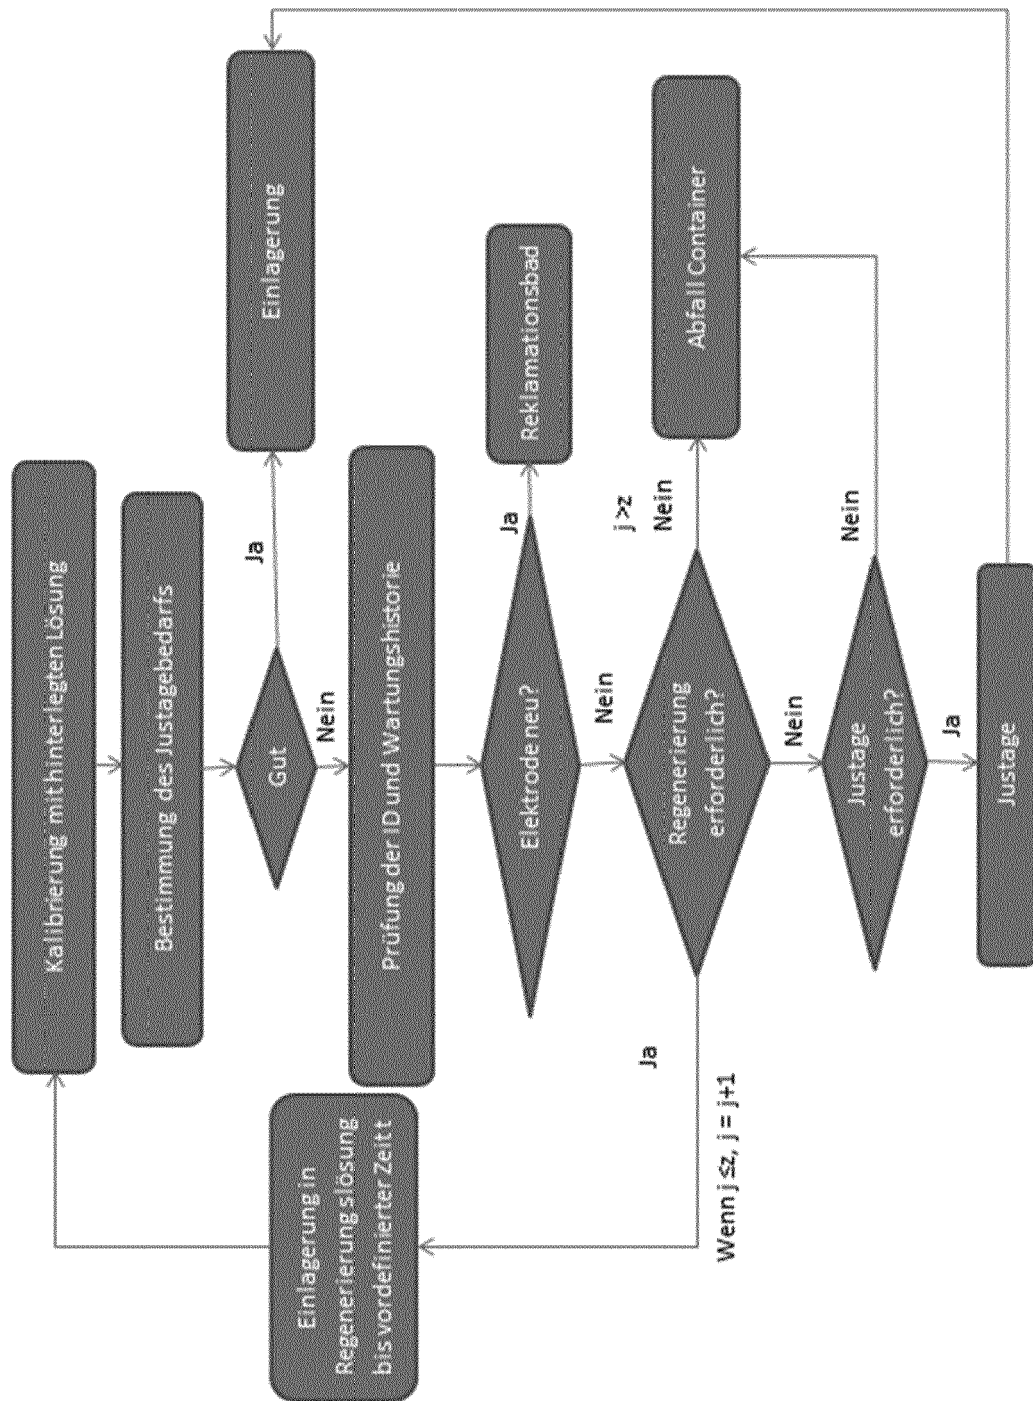 Kalibrierung mit hinterlegten Lösung
Bestimmung des Justagebedarfs
Gut
Ja
Einlagerung
Nein
Prüfung der ID und Wartungshistorie
Einlagerung in
Regenerierungslösung
bis vordefinierter Zeit t
Elektrode neu?
Ja
Reklamationsbad
Nein
Regenerierung
erforderlich?
Ja
Wenn j ≤z, j = j+1
j >z
Nein
Abfall Container
Nein
Justage
erforderlich?
Nein
Ja
Justage